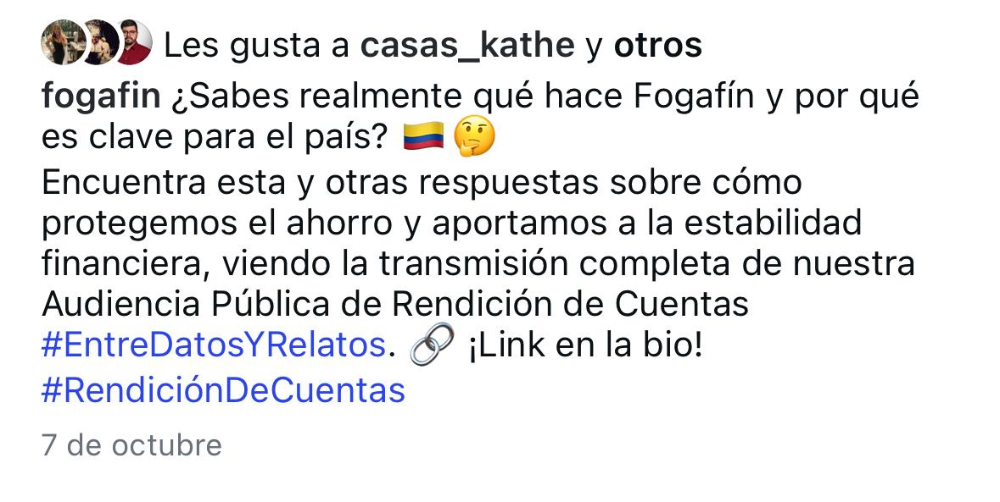 Les gusta a casas_kathe y otros
fogafin ¿Sabes realmente qué hace Fogafín y por qué
es clave para el país? 🇨🇴🤔
Encuentra esta y otras respuestas sobre cómo
protegemos el ahorro y aportamos a la estabilidad
financiera, viendo la transmisión completa de nuestra
Audiencia Pública de Rendición de Cuentas
#EntreDatosYRelatos. 🔗 ¡Link en la bio!
#RendiciónDeCuentas
7 de octubre